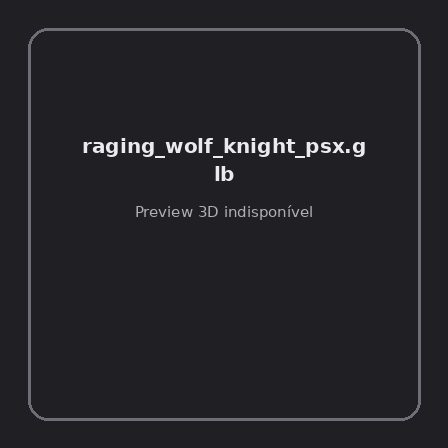 raging_wolf_knight_psx.g
lb
Preview 3D indisponível